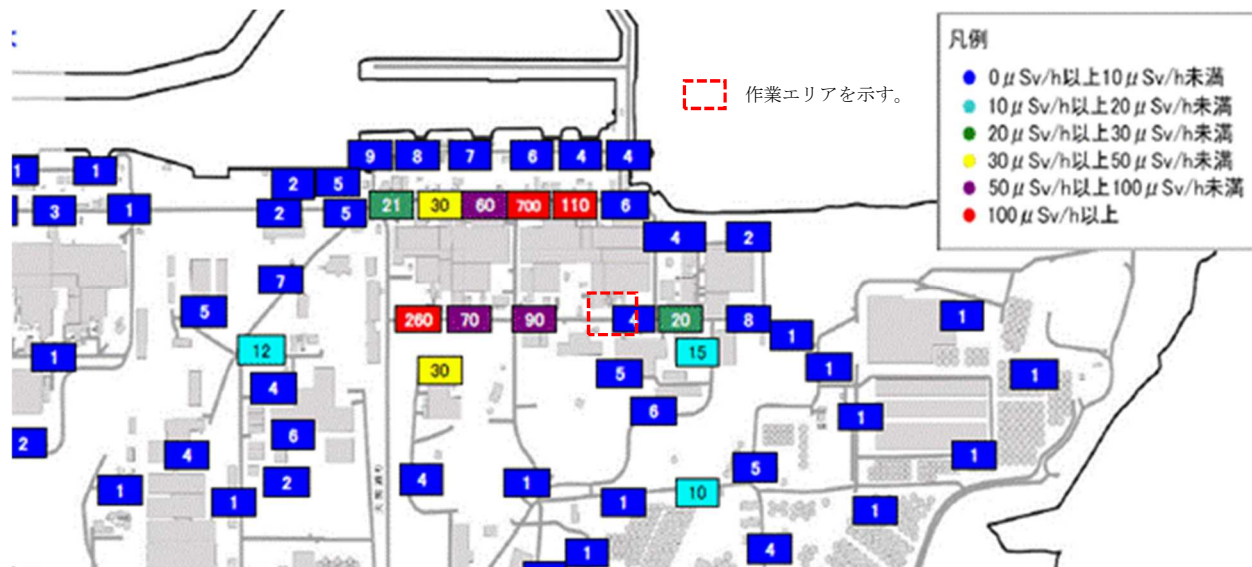 凡例
0μSv/h以上10μSv/h未満
10μSv/h以上20μSv/h未満
20μSv/h以上30μSv/h未満
30μSv/h以上50μSv/h未満
50μSv/h以上100μSv/h未満
100μSv/h以上
作業エリアを示す。
9 8 7 6 4 4
1 1 2 5
3 1 2 5 21 30 60 700 110 6
4 2
7
5
260 70 90 4 20 8 1 1
1 12 15
4 30 5 1 1
6 1
2 6
4 1
5
1 1 2 4 1 1 10 1
1 4